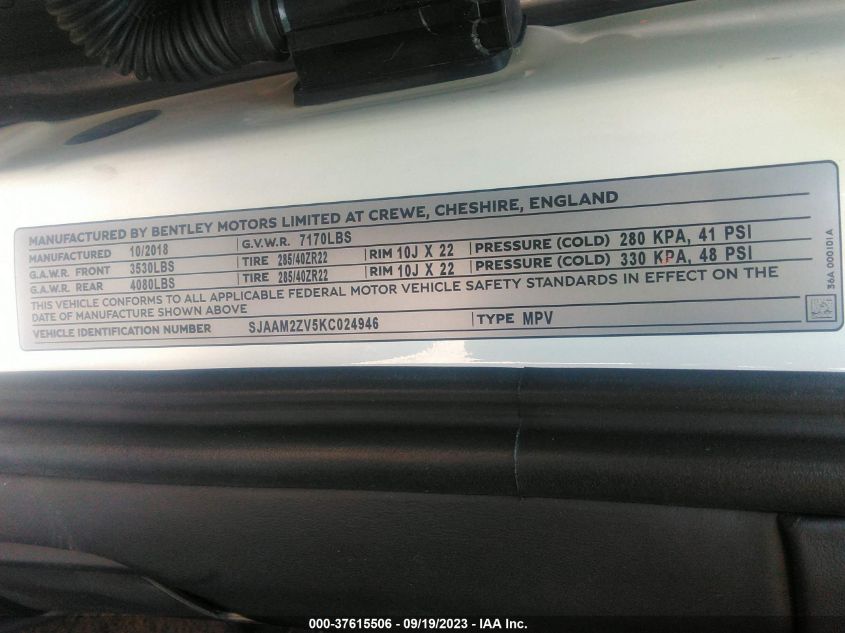 MANUFACTURED BY BENTLEY MOTORS LIMITED AT CREWE, CHESHIRE, ENGLAND
MANUFACTURED 10/2018 G.V.W.R. 7170LBS
G.A.W.R. FRONT 3530LBS TIRE 285/40ZR22 RIM 10J X 22 PRESSURE (COLD) 280 KPA, 41 PSI
G.A.W.R. REAR 4080LBS TIRE 285/40ZR22 RIM 10J X 22 PRESSURE (COLD) 330 KPA, 48 PSI
THIS VEHICLE CONFORMS TO ALL APPLICABLE FEDERAL MOTOR VEHICLE SAFETY STANDARDS IN EFFECT ON THE
DATE OF MANUFACTURE SHOWN ABOVE
VEHICLE IDENTIFICATION NUMBER SJAAM2ZV5KC024946 TYPE MPV
36A 000101A
000-37615506 - 09/19/2023 - IAA Inc.